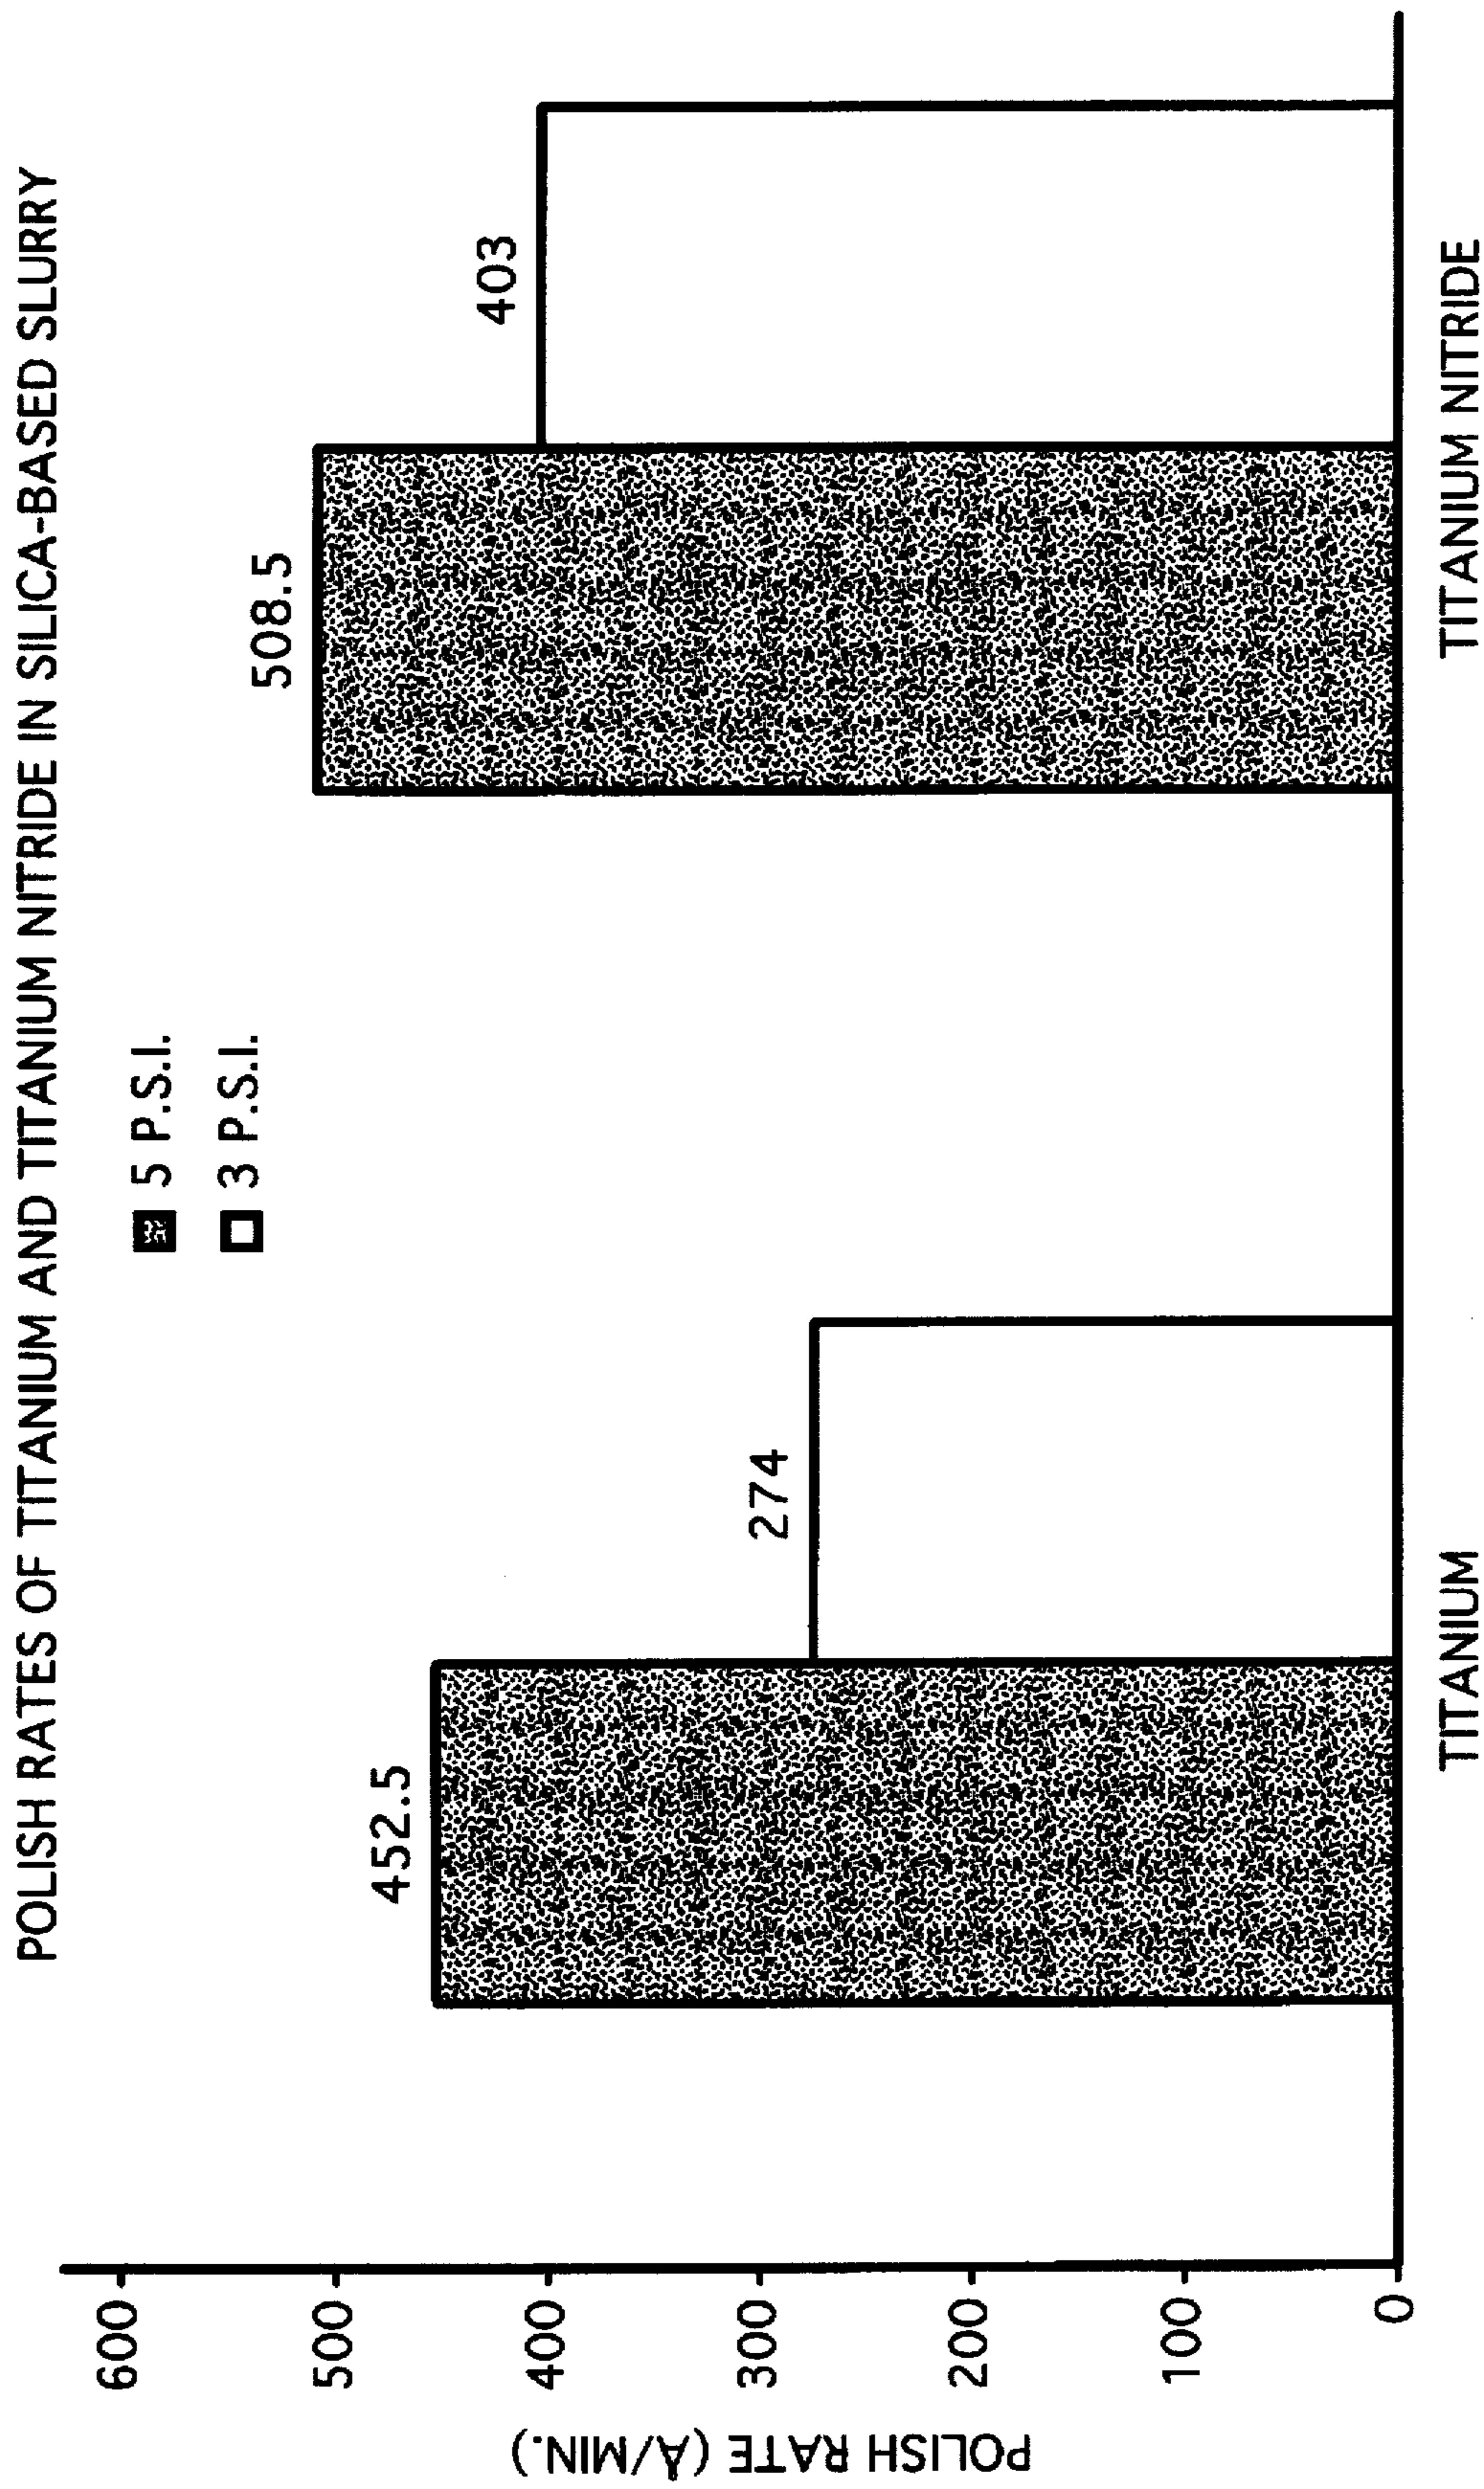 POLISH RATES OF TITANIUM AND TITANIUM NITRIDE IN SILICA-BASED SLURRY
5 P.S.I.
3 P.S.I.
POLISH RATE (Å/MIN.)
600
500
400
300
200
100
0
452.5
274
508.5
403
TITANIUM
TITANIUM NITRIDE